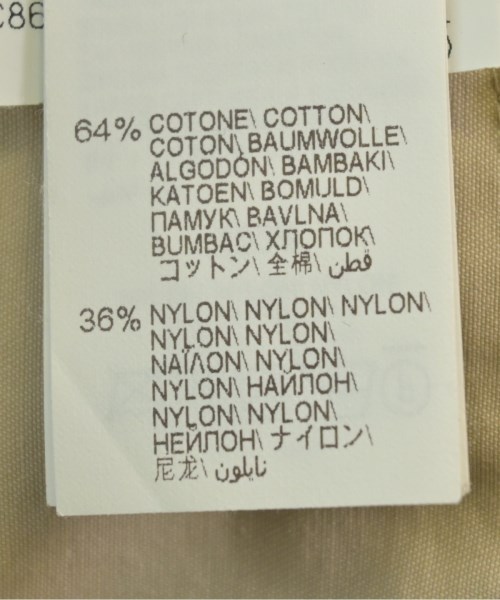 C86
64% COTONE\ COTTON\
COTON\ BAUMWOLLE\
ALGODÓN\ BAMBAKI\
KATOEN\ BOMULD\
ПАМУК\ BAVLNA\
BUMBAC\ ХЛОПОК\
コットン\ 全棉\ قطن
36% NYLON\ NYLON\ NYLON\
NYLON\ NYLON\
ΝΑΪΛΟΝ\ NYLON\
NYLON\ НАЙЛОН\
NYLON\ NYLON\
НЕЙЛОН\ ナイロン\
尼龙\ نايلون